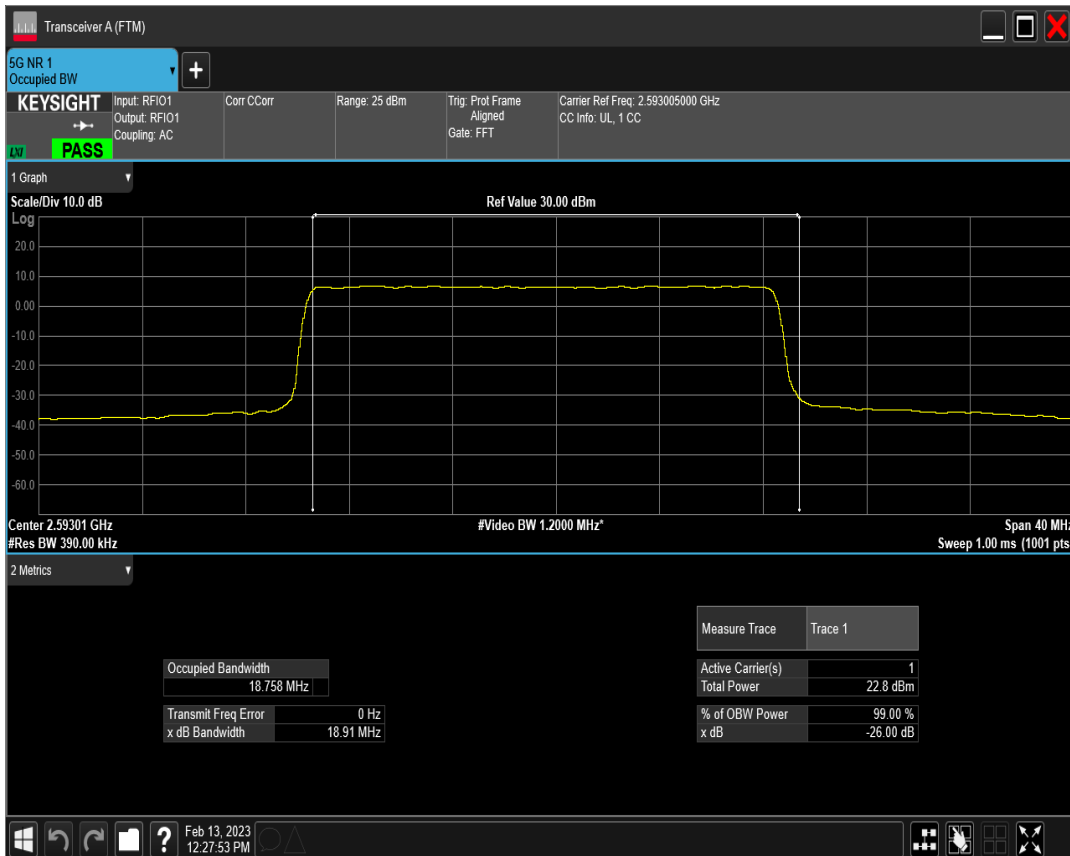 Transceiver A (FTM)
5G NR 1
Occupied BW
+
KEYSIGHT
LXI
PASS
Input: RFIO1
Output: RFIO1
Coupling: AC
Corr CCorr
Range: 25 dBm
Trig: Prot Frame
Aligned
Gate: FFT
Carrier Ref Freq: 2.593005000 GHz
CC Info: UL, 1 CC
1 Graph
Scale/Div 10.0 dB
Ref Value 30.00 dBm
Log
20.0
10.0
0.00
-10.0
-20.0
-30.0
-40.0
-50.0
-60.0
Center 2.59301 GHz
#Video BW 1.2000 MHz*
Span 40 MHz
#Res BW 390.00 kHz
Sweep 1.00 ms (1001 pts
2 Metrics
Measure Trace Trace 1
Occupied Bandwidth
18.758 MHz
Active Carrier(s) 1
Total Power 22.8 dBm
Transmit Freq Error 0 Hz
x dB Bandwidth 18.91 MHz
% of OBW Power 99.00 %
x dB -26.00 dB
?
Feb 13, 2023
12:27:53 PM